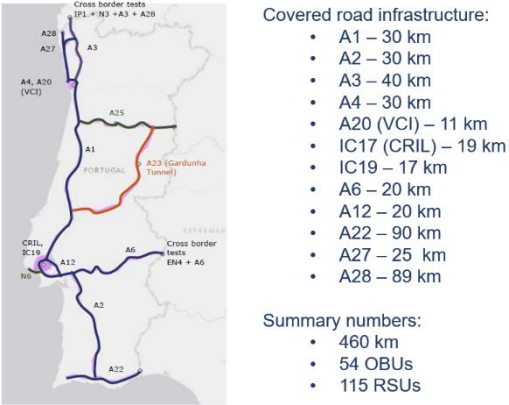 Cross border tests
IP1 + N3 +A3 + A28
A28
A27
A3
A4, A20
(VCI)
A25
A1
PORTUGAL
A23 (Gardunha
Tunnel)
CRIL,
IC19
A12
A6
Cross border
tests
EN4 + A6
N6
A2
A22
Covered road infrastructure:
• A1 – 30 km
• A2 – 30 km
• A3 – 40 km
• A4 – 30 km
• A20 (VCI) – 11 km
• IC17 (CRIL) – 19 km
• IC19 – 17 km
• A6 – 20 km
• A12 – 20 km
• A22 – 90 km
• A27 – 25 km
• A28 – 89 km
Summary numbers:
• 460 km
• 54 OBUs
• 115 RSUs